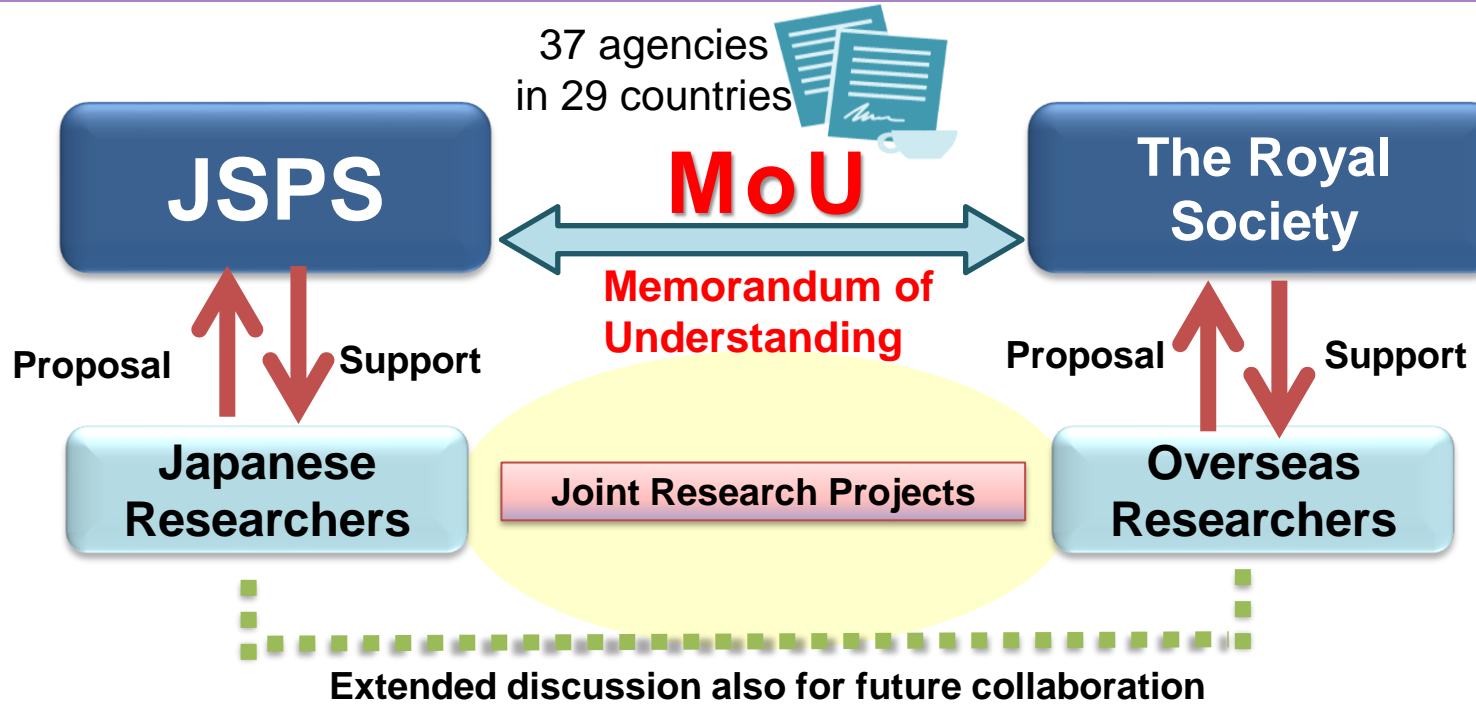 37 agencies
in 29 countries
JSPS
MoU
The Royal
Society
Memorandum of
Understanding
Proposal
Support
Proposal
Support
Japanese
Researchers
Joint Research Projects
Overseas
Researchers
Extended discussion also for future collaboration